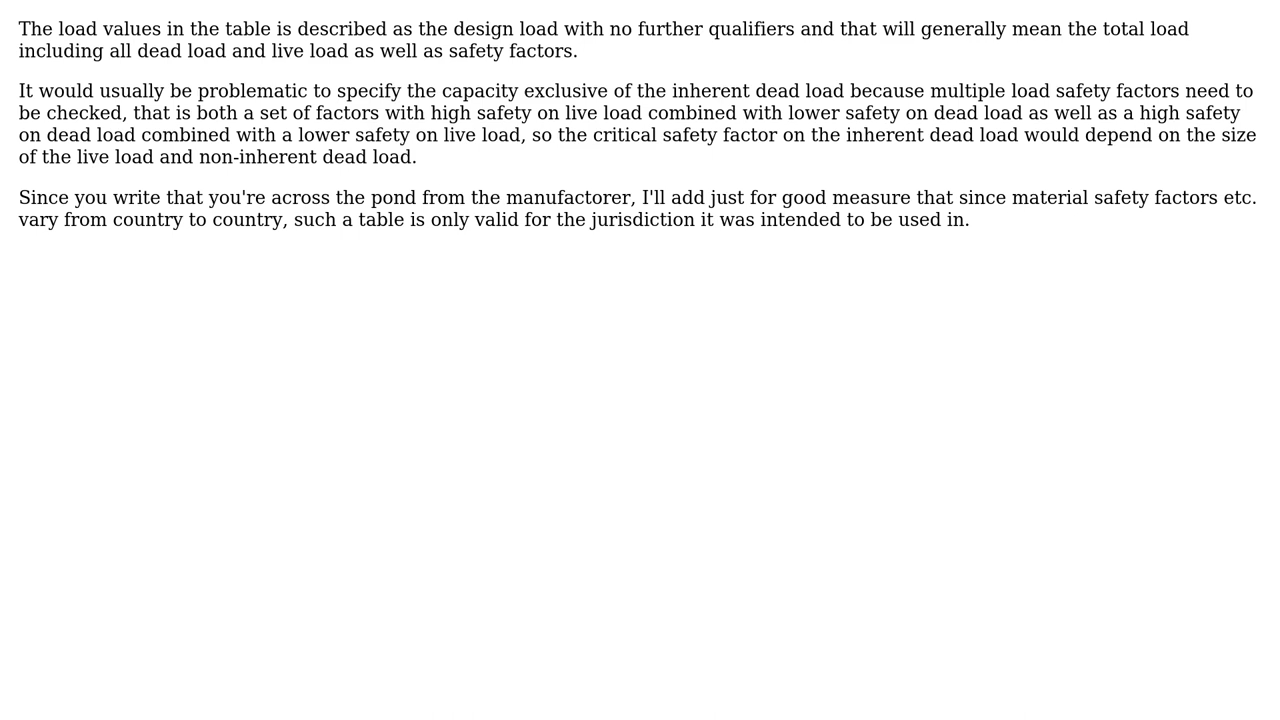 The load values in the table is described as the design load with no further qualifiers and that will generally mean the total load
including all dead load and live load as well as safety factors.
It would usually be problematic to specify the capacity exclusive of the inherent dead load because multiple load safety factors need to
be checked, that is both a set of factors with high safety on live load combined with lower safety on dead load as well as a high safety
on dead load combined with a lower safety on live load, so the critical safety factor on the inherent dead load would depend on the size
of the live load and non-inherent dead load.
Since you write that you're across the pond from the manufactorer, I'll add just for good measure that since material safety factors etc.
vary from country to country, such a table is only valid for the jurisdiction it was intended to be used in.